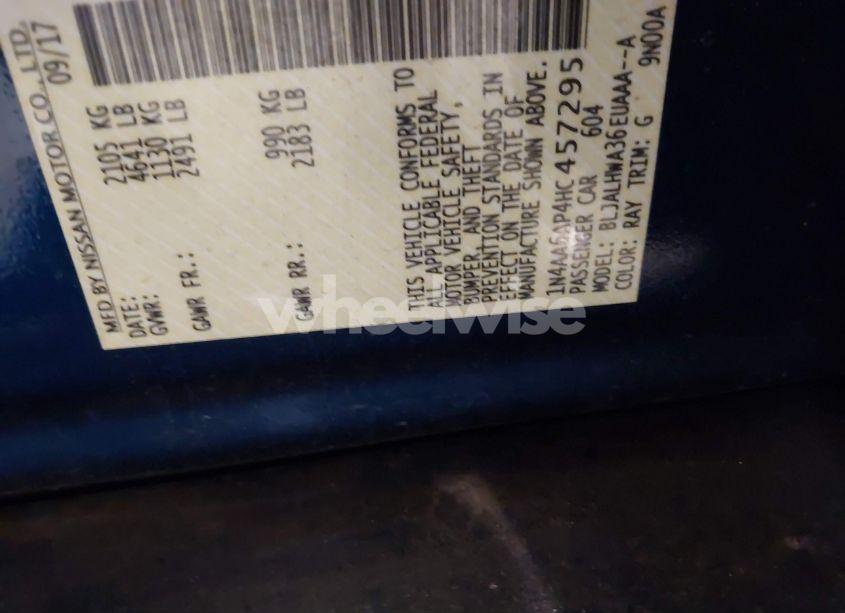 MFD BY NISSAN MOTOR CO., LTD.
DATE: 09/17
GVWR: 2105 KG
4641 LB
GAWR FR.: 1130 KG
2491 LB
GAWR RR.: 990 KG
2183 LB
THIS VEHICLE CONFORMS TO
ALL APPLICABLE FEDERAL
MOTOR VEHICLE SAFETY,
BUMPER, AND THEFT
PREVENTION STANDARDS IN
EFFECT ON THE DATE OF
MANUFACTURE SHOWN ABOVE.
1N4AA6AP4HC457295
PASSENGER CAR 604
MODEL: BLJALHWA36EUAAA--A
COLOR: RAY TRIM: G 9N00A
wheelwise